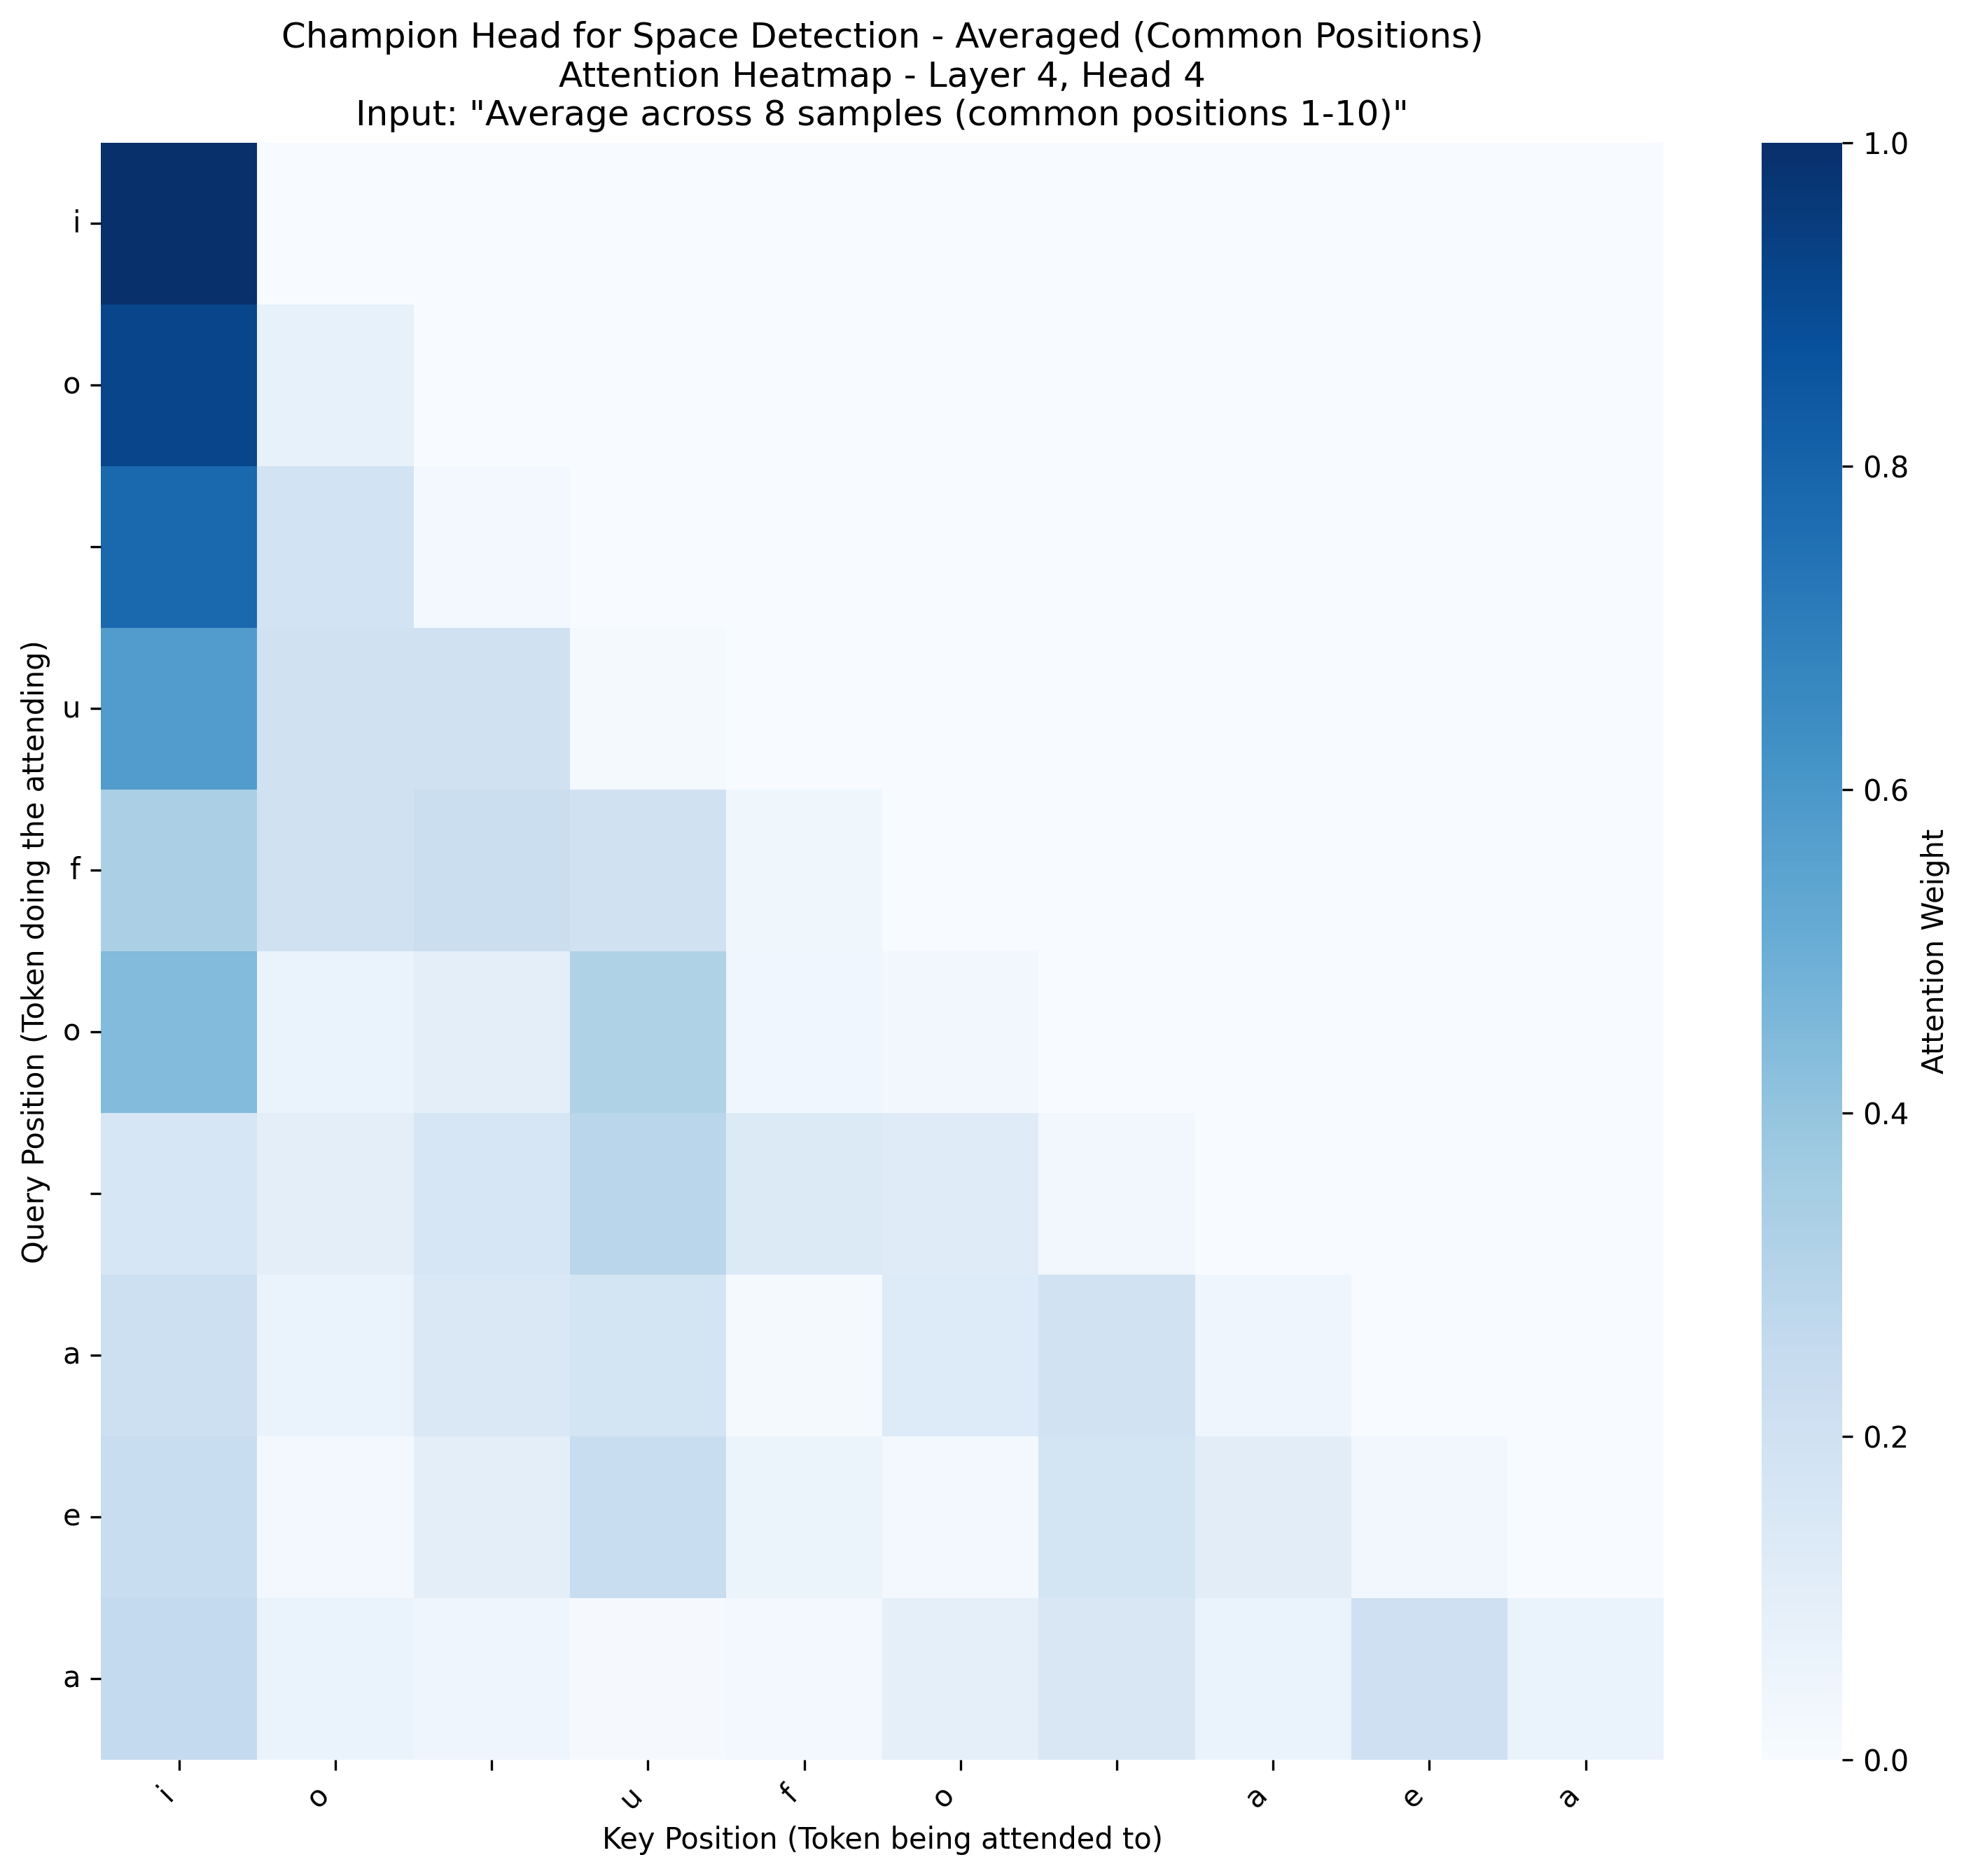 Champion Head for Space Detection - Averaged (Common Positions)
Attention Heatmap - Layer 4, Head 4
Input: "Average across 8 samples (common positions 1-10)"
Query Position (Token doing the attending)
i
o
u
f
o
a
e
a
i
o
u
f
o
a
e
a
Key Position (Token being attended to)
1.0
0.8
0.6
0.4
0.2
0.0
Attention Weight